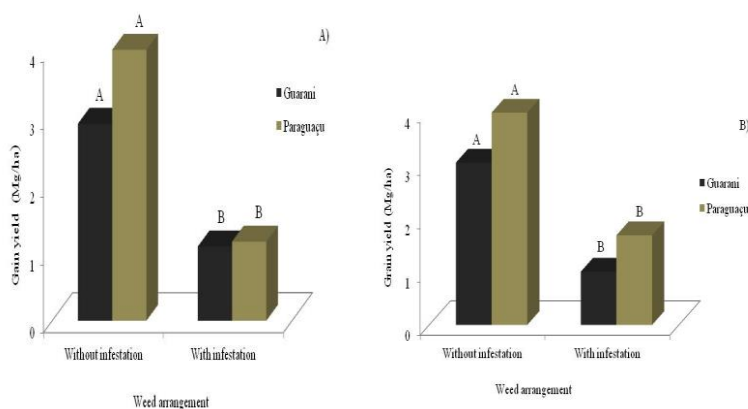 A)
A
A
4
3
2
1
0
Gain yield (Mg/ha)
B
B
Guarani
Paraguaçu
Without infestation
With infestation
Weed arrangement
B)
A
A
4
3
2
1
0
Grain yield (Mg/ha)
B
B
Guarani
Paraguaçu
Without infestation
With infestation
Weed arrangement